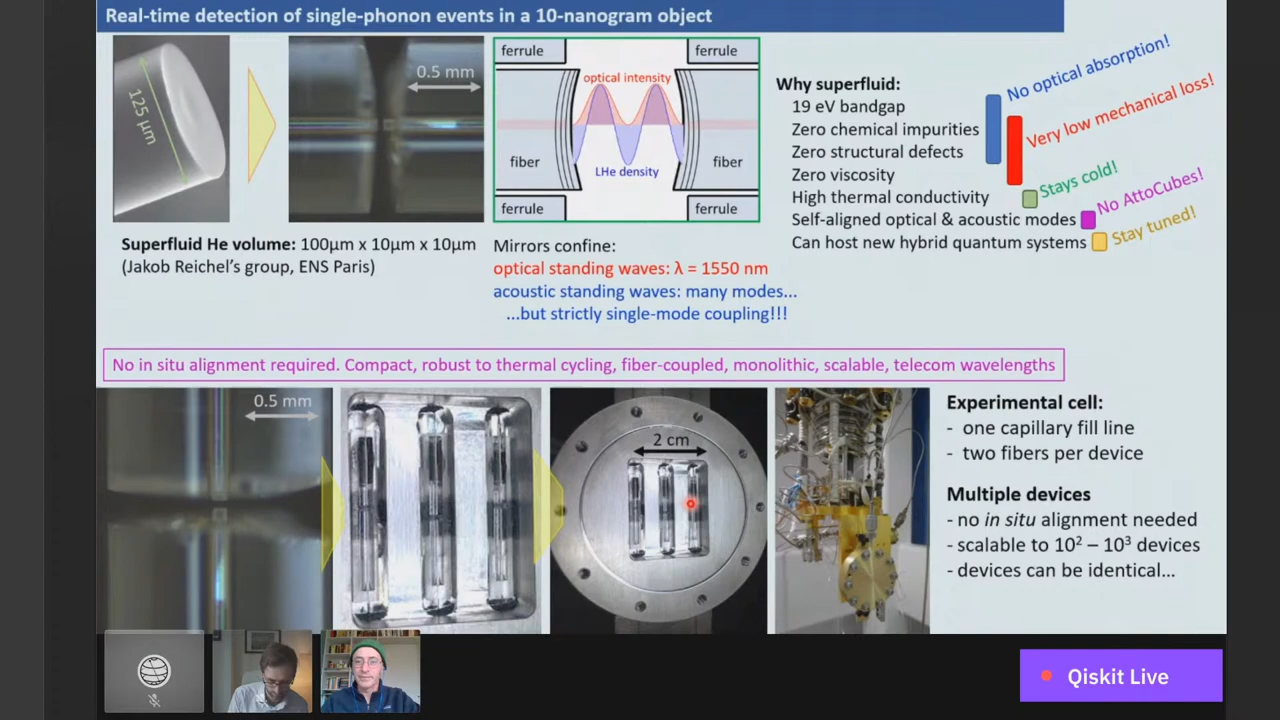 Real-time detection of single-phonon events in a 10-nanogram object
125 µm
0.5 mm
ferrule
ferrule
optical intensity
fiber
fiber
LHe density
ferrule
ferrule
Superfluid He volume: 100µm x 10µm x 10µm
(Jakob Reichel's group, ENS Paris)
Mirrors confine:
optical standing waves: λ = 1550 nm
acoustic standing waves: many modes...
...but strictly single-mode coupling!!!
Why superfluid:
19 eV bandgap
Zero chemical impurities
Zero structural defects
Zero viscosity
High thermal conductivity
Self-aligned optical & acoustic modes
Can host new hybrid quantum systems
No optical absorption!
Very low mechanical loss!
Stays cold!
No AttoCubes!
Stay tuned!
No in situ alignment required. Compact, robust to thermal cycling, fiber-coupled, monolithic, scalable, telecom wavelengths
0.5 mm
2 cm
Experimental cell:
- one capillary fill line
- two fibers per device
Multiple devices
- no in situ alignment needed
- scalable to 10² – 10³ devices
- devices can be identical...
Qiskit Live